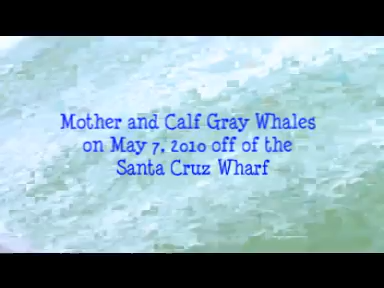 Mother and Calf Gray Whales
on May 7, 2010 off of the
Santa Cruz Wharf